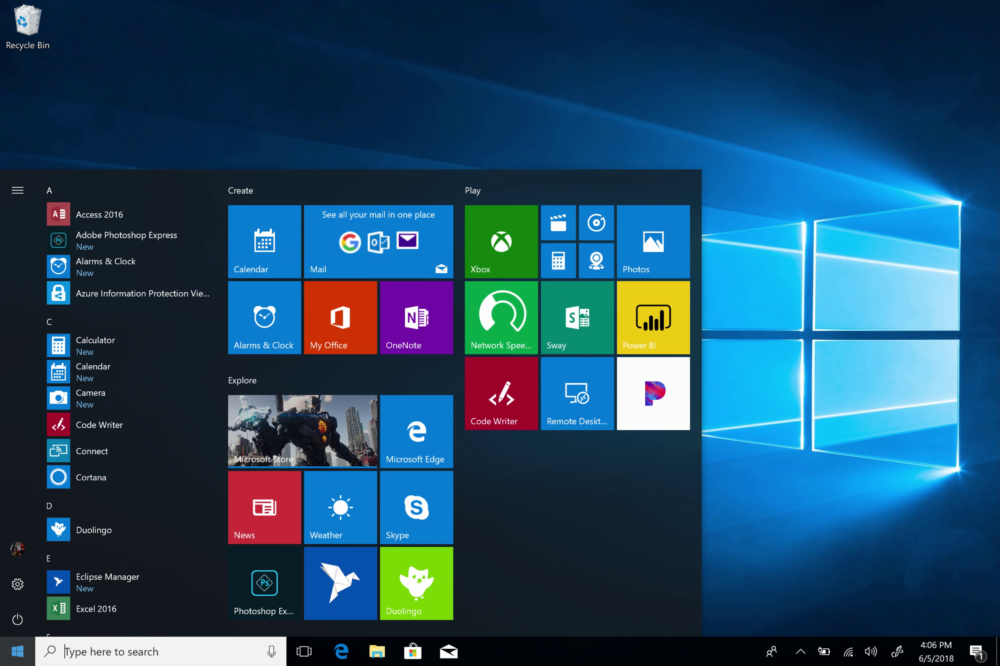 Recycle Bin
A
Access 2016
Adobe Photoshop Express
New
Alarms & Clock
New
Azure Information Protection Vie...
C
Calculator
New
Calendar
New
Camera
New
Code Writer
Connect
Cortana
D
Duolingo
E
Eclipse Manager
New
Excel 2016
Create
Calendar
See all your mail in one place
Mail
Alarms & Clock
My Office
OneNote
Explore
Microsoft Store
Microsoft Edge
News
Weather
Skype
Photoshop Ex...
Duolingo
Play
Xbox
Photos
Network Spee...
Sway
Power BI
Code Writer
Remote Deskt...
Type here to search
4:06 PM
6/5/2018
1